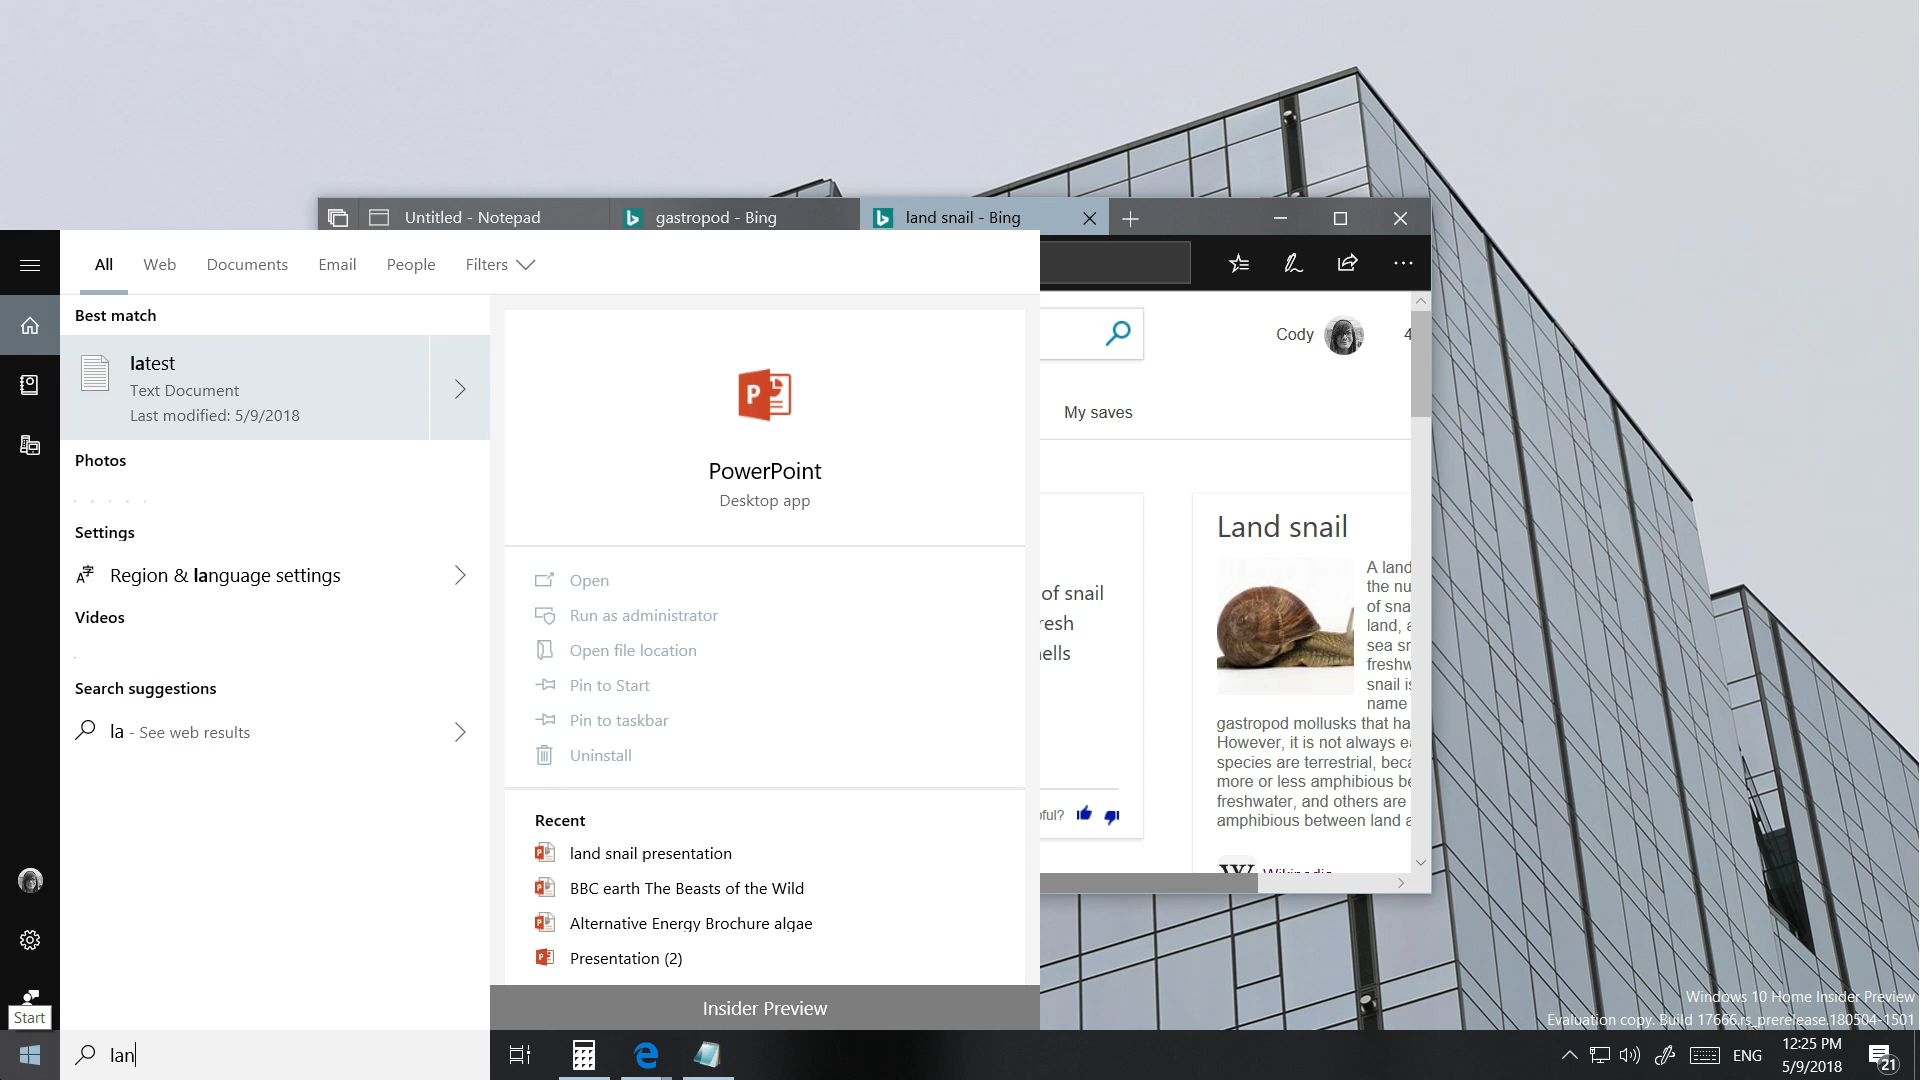 Untitled - Notepad
gastropod - Bing
land snail - Bing
All
Web
Documents
Email
People
Filters
Best match
latest
Text Document
Last modified: 5/9/2018
Photos
Settings
Region & language settings
Videos
Search suggestions
la - See web results
PowerPoint
Desktop app
Open
Run as administrator
Open file location
Pin to Start
Pin to taskbar
Uninstall
Recent
land snail presentation
BBC earth The Beasts of the Wild
Alternative Energy Brochure algae
Presentation (2)
Insider Preview
Cody
4
My saves
of snail
resh
ells
pful?
Land snail
A land
the nu
of sna
land, a
sea sn
freshw
snail is
name
gastropod mollusks that ha
However, it is not always ea
species are terrestrial, beca
more or less amphibious be
freshwater, and others are
amphibious between land a
Wikipedia
Windows 10 Home Insider Preview
Evaluation copy. Build 17666.rs_prerelease.180504-1501
Start
lan
ENG
12:25 PM
5/9/2018
21